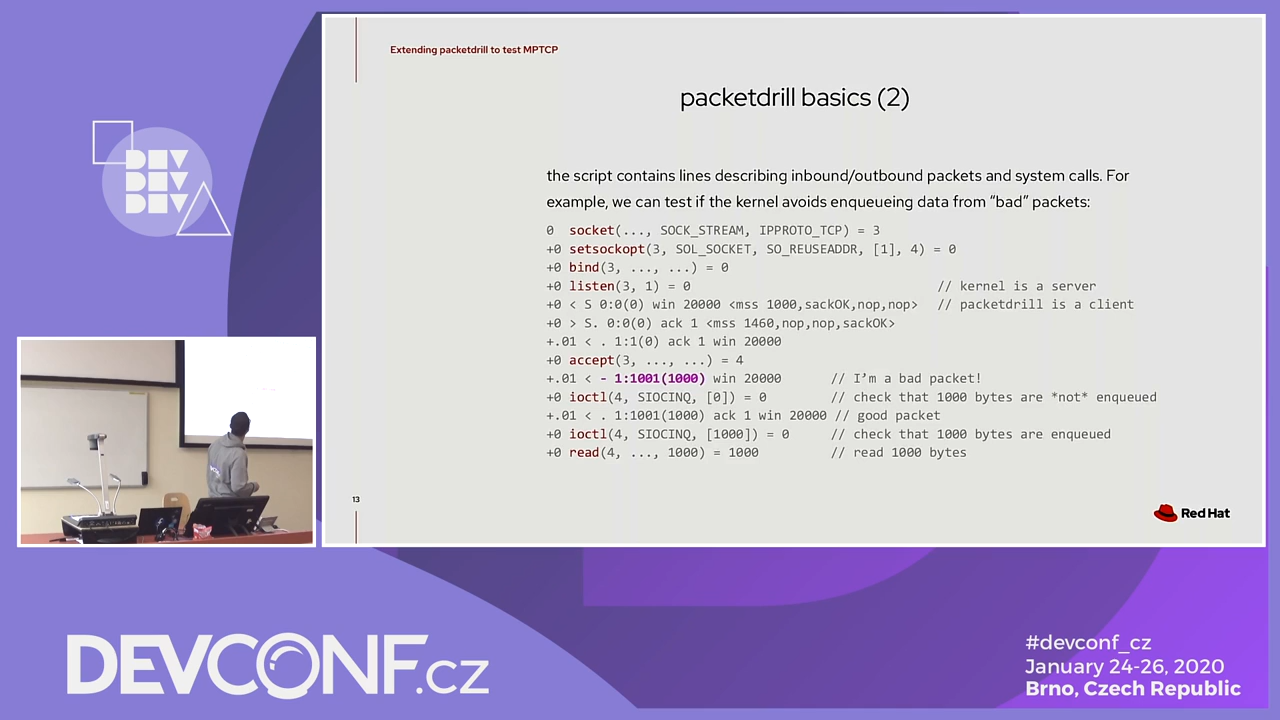 Extending packetdrill to test MPTCP
packetdrill basics (2)
the script contains lines describing inbound/outbound packets and system calls. For
example, we can test if the kernel avoids enqueueing data from “bad” packets:
0  socket(..., SOCK_STREAM, IPPROTO_TCP) = 3
+0 setsockopt(3, SOL_SOCKET, SO_REUSEADDR, [1], 4) = 0
+0 bind(3, ..., ...) = 0
+0 listen(3, 1) = 0 // kernel is a server
+0 < S 0:0(0) win 20000 <mss 1000,sackOK,nop,nop> // packetdrill is a client
+0 > S. 0:0(0) ack 1 <mss 1460,nop,nop,sackOK>
+.01 < . 1:1(0) ack 1 win 20000
+0 accept(3, ..., ...) = 4
+.01 < - 1:1001(1000) win 20000 // I’m a bad packet!
+0 ioctl(4, SIOCINQ, [0]) = 0 // check that 1000 bytes are *not* enqueued
+.01 < . 1:1001(1000) ack 1 win 20000 // good packet
+0 ioctl(4, SIOCINQ, [1000]) = 0 // check that 1000 bytes are enqueued
+0 read(4, ..., 1000) = 1000 // read 1000 bytes
13
Red Hat
DEV
DEV
DEV
DEVCONF.cz
#devconf_cz
January 24-26, 2020
Brno, Czech Republic